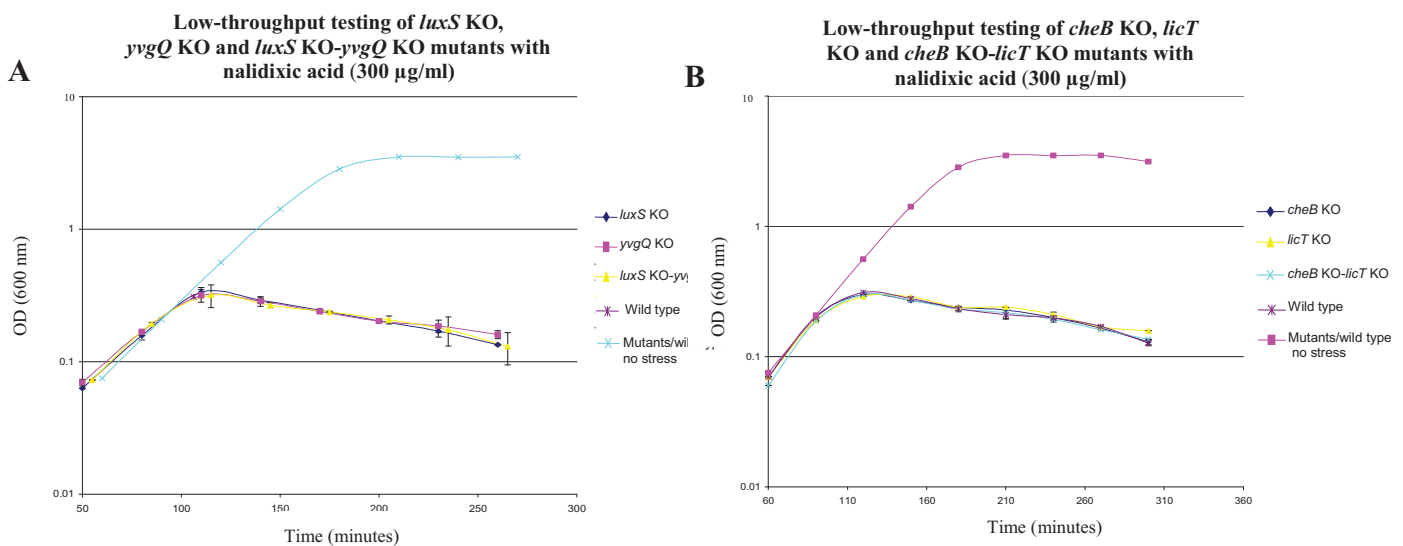 A
Low-throughput testing of luxS KO,
yvgQ KO and luxS KO-yvgQ KO mutants with
nalidixic acid (300 µg/ml)
OD (600 nm)
10
1
0.1
0.01
50
100
150
200
250
300
Time (minutes)
luxS KO
yvgQ KO
luxS KO-yvg
Wild type
Mutants/wil
no stress
B
Low-throughput testing of cheB KO, licT
KO and cheB KO-licT KO mutants with
nalidixic acid (300 µg/ml)
OD (600 nm)
10
1
0.1
0.01
60
110
160
210
260
310
360
Time (minutes)
cheB KO
licT KO
cheB KO-licT KO
Wild type
Mutants/wild type
no stress